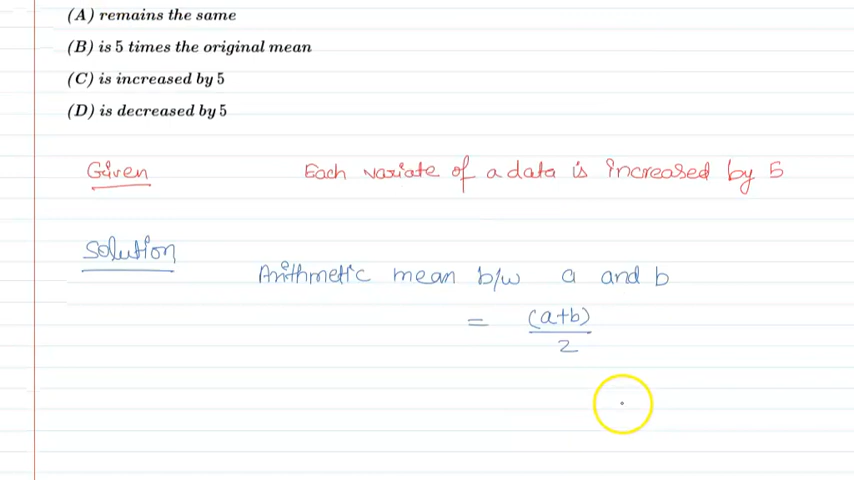 (A) remains the same
(B) is 5 times the original mean
(C) is increased by 5
(D) is decreased by 5
Given Each variate of a data is increased by 5
Solution
Arithmetic mean b/w a and b
= (a+b)
2